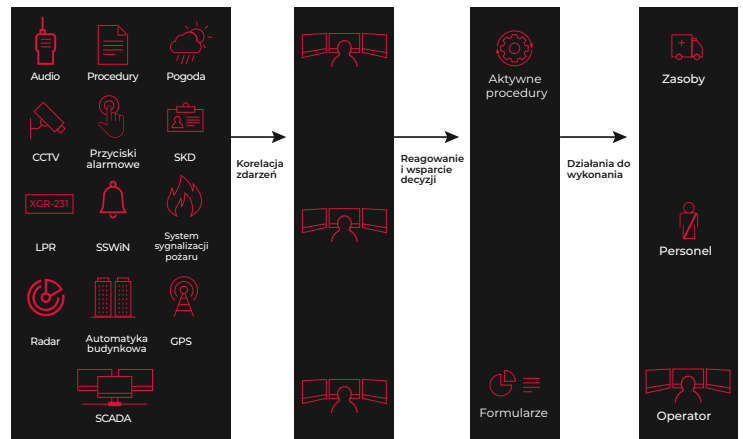 Audio
Procedury
Pogoda
CCTV
Przyciski
alarmowe
SKD
XGR-231
LPR
SSWiN
System
sygnalizacji
pożaru
Radar
Automatyka
budynkowa
GPS
SCADA
Korelacja
zdarzeń
Reagowanie
i wsparcie
decyzji
Aktywne
procedury
Formularze
Działania do
wykonania
Zasoby
Personel
Operator